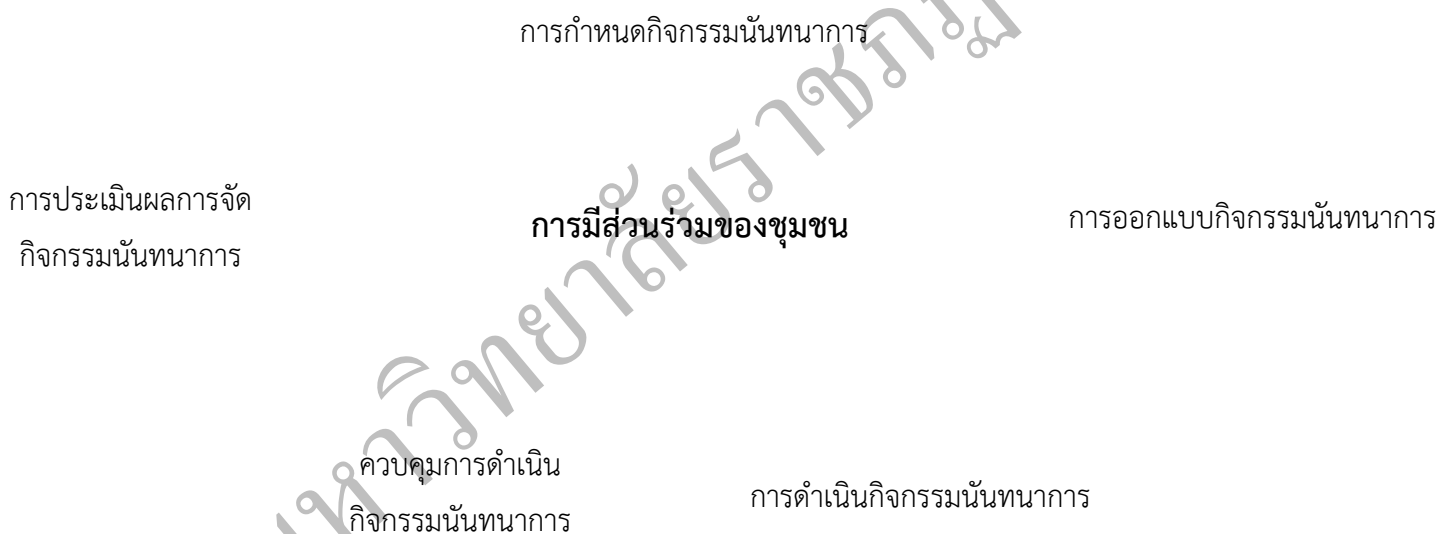 การกำหนดกิจกรรมนันทนาการ
การประเมินผลการจัด
กิจกรรมนันทนาการ
การมีส่วนร่วมของชุมชน
การออกแบบกิจกรรมนันทนาการ
ควบคุมการดำเนิน
กิจกรรมนันทนาการ
การดำเนินกิจกรรมนันทนาการ